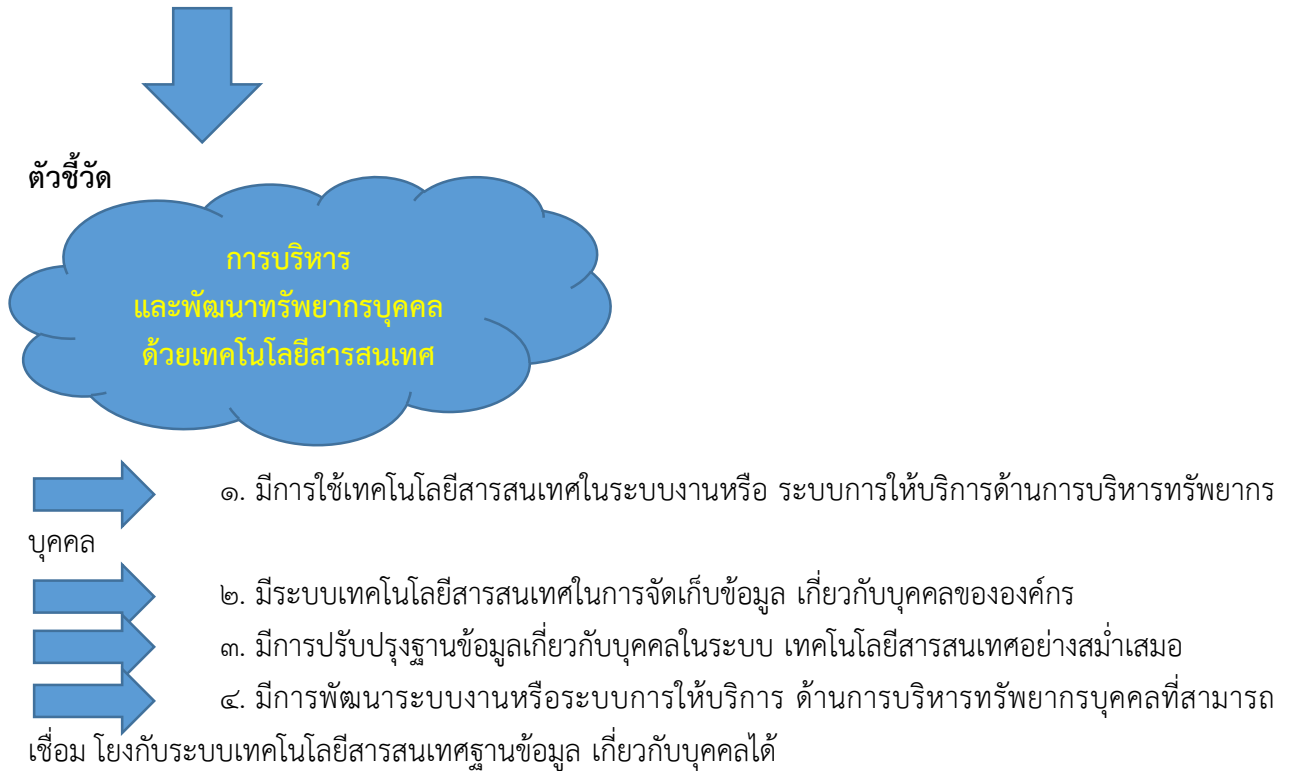 ตัวชี้วัด
การบริหาร
และพัฒนาทรัพยากรบุคคล
ด้วยเทคโนโลยีสารสนเทศ
๑. มีการใช้เทคโนโลยีสารสนเทศในระบบงานหรือ ระบบการให้บริการด้านการบริหารทรัพยากร
บุคคล
๒. มีระบบเทคโนโลยีสารสนเทศในการจัดเก็บข้อมูล เกี่ยวกับบุคคลขององค์กร
๓. มีการปรับปรุงฐานข้อมูลเกี่ยวกับบุคคลในระบบ เทคโนโลยีสารสนเทศอย่างสม่ำเสมอ
๔. มีการพัฒนาระบบงานหรือระบบการให้บริการ ด้านการบริหารทรัพยากรบุคคลที่สามารถ
เชื่อม โยงกับระบบเทคโนโลยีสารสนเทศฐานข้อมูล เกี่ยวกับบุคคลได้